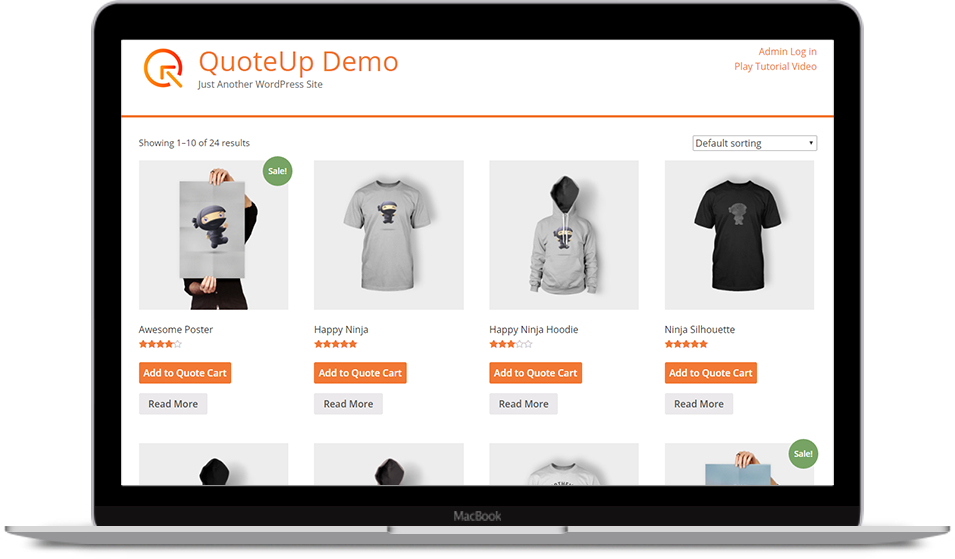 QuoteUp Demo
Just Another WordPress Site
Admin Log in
Play Tutorial Video
Showing 1–10 of 24 results
Default sorting
Sale!
Awesome Poster
Happy Ninja
Happy Ninja Hoodie
Ninja Silhouette
Add to Quote Cart
Add to Quote Cart
Add to Quote Cart
Add to Quote Cart
Read More
Read More
Read More
Read More
Sale!
MacBook